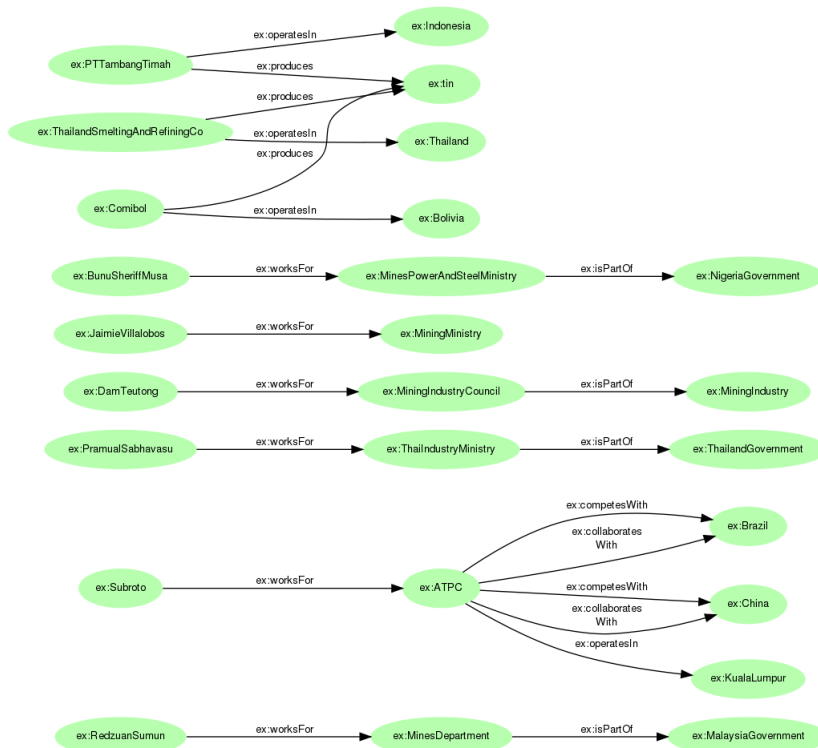 ex:Indonesia
ex:operatesIn
ex:PTTambangTimah
ex:produces
ex:tin
ex:produces
ex:ThailandSmeltingAndRefiningCo
ex:operatesIn
ex:Thailand
ex:produces
ex:Comibol
ex:operatesIn
ex:Bolivia
ex:BunuSheriffMusa
ex:worksFor
ex:MinesPowerAndSteelMinistry
ex:isPartOf
ex:NigeriaGovernment
ex:JaimieVillalobos
ex:worksFor
ex:MiningMinistry
ex:DamTeutong
ex:worksFor
ex:MiningIndustryCouncil
ex:isPartOf
ex:MiningIndustry
ex:PramualSabhavasu
ex:worksFor
ex:ThaiIndustryMinistry
ex:isPartOf
ex:ThailandGovernment
ex:competesWith
ex:Brazil
ex:collaborates
With
ex:Subroto
ex:worksFor
ex:ATPC
ex:competesWith
ex:China
ex:collaborates
With
ex:operatesIn
ex:KualaLumpur
ex:RedzuanSumun
ex:worksFor
ex:MinesDepartment
ex:isPartOf
ex:MalaysiaGovernment